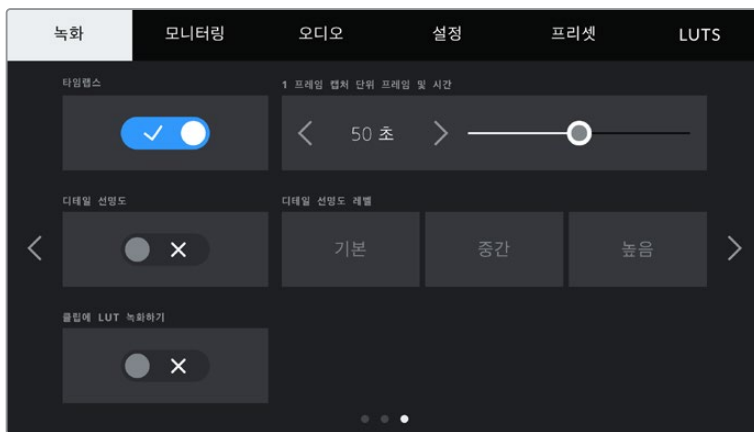 녹화 모니터링 오디오 설정 프리셋 LUTS
타임랩스 1 프레임 캡처 단위 프레임 및 시간
50 초
디테일 선명도 디테일 선명도 레벨
기본 중간 높음
클립에 LUT 녹화하기